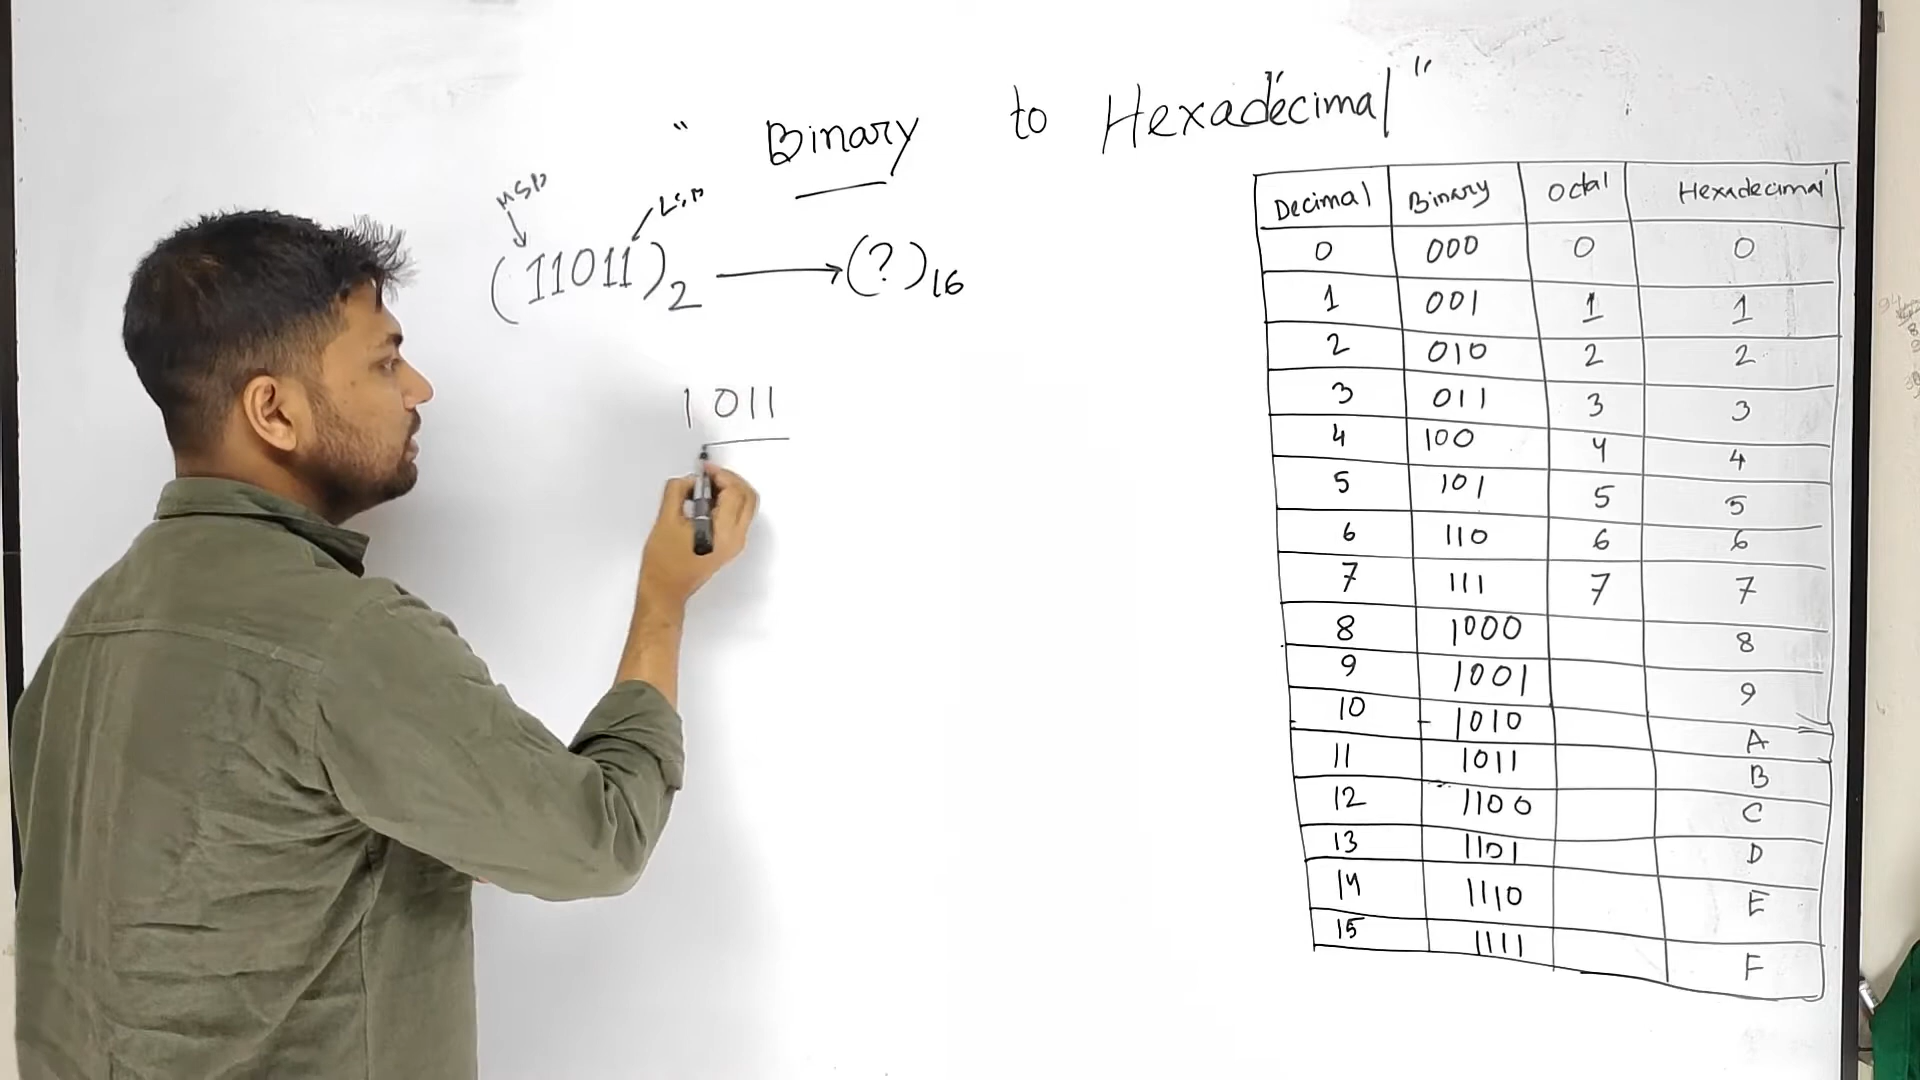 " Binary to Hexadecimal"
MSD LSD
(11011)2 → (?)16
1011
Decimal Binary Octal Hexadecimal
0 000 0 0
1 001 1 1
2 010 2 2
3 011 3 3
4 100 4 4
5 101 5 5
6 110 6 6
7 111 7 7
8 1000 8
9 1001 9
10 1010 A
11 1011 B
12 1100 C
13 1101 D
14 1110 E
15 1111 F